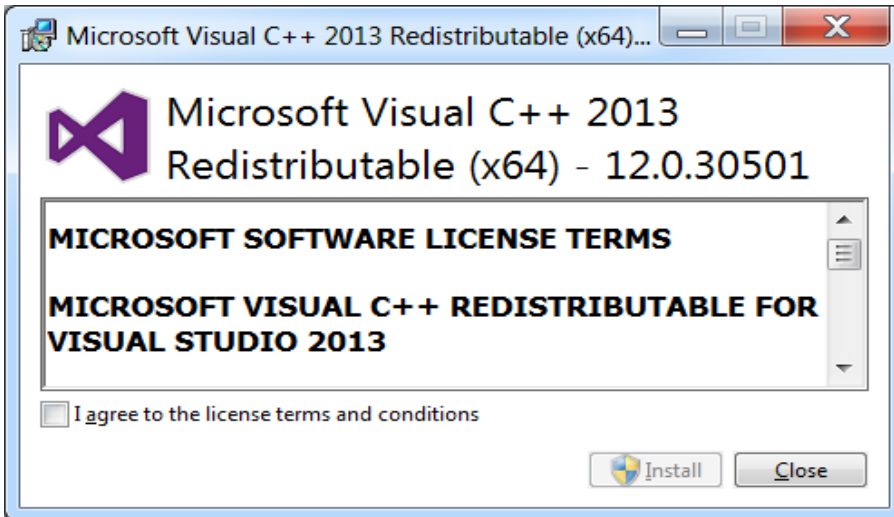 Microsoft Visual C++ 2013 Redistributable (x64)...
Microsoft Visual C++ 2013
Redistributable (x64) - 12.0.30501
MICROSOFT SOFTWARE LICENSE TERMS
MICROSOFT VISUAL C++ REDISTRIBUTABLE FOR
VISUAL STUDIO 2013
I agree to the license terms and conditions
Install Close